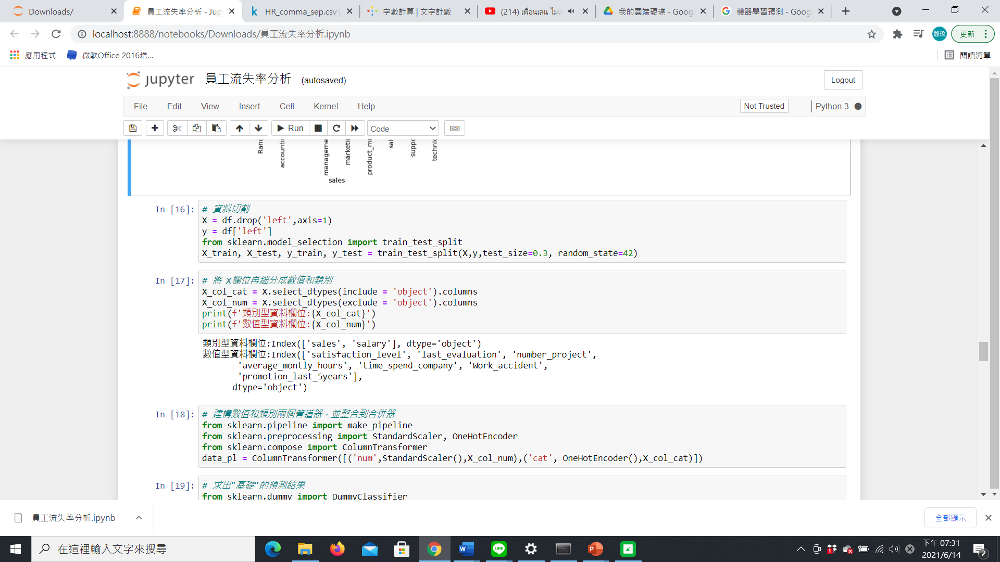 Downloads/
員工流失率分析 - Jup
HR_comma_sep.csv
字數計算 | 文字計數
(214) เพื่อนเล่น ไม่เ
我的雲端硬碟 - Goog
機器學習預測 - Goog
localhost:8888/notebooks/Downloads/員工流失率分析.ipynb
馥瑜
更新
應用程式
微軟Office 2016增...
閱讀清單
jupyter 員工流失率分析 (autosaved)
Logout
File Edit View Insert Cell Kernel Help
Not Trusted
Python 3
Run
Code
Ranc
accounti
manageme
marketi
product_m
sal
suppo
technic
sales
In [16]:
# 資料切割
X = df.drop('left',axis=1)
y = df['left']
from sklearn.model_selection import train_test_split
X_train, X_test, y_train, y_test = train_test_split(X,y,test_size=0.3, random_state=42)
In [17]:
# 將 X欄位再細分成數值和類別
X_col_cat = X.select_dtypes(include = 'object').columns
X_col_num = X.select_dtypes(exclude = 'object').columns
print(f'類別型資料欄位:{X_col_cat}')
print(f'數值型資料欄位:{X_col_num}')
類別型資料欄位:Index(['sales', 'salary'], dtype='object')
數值型資料欄位:Index(['satisfaction_level', 'last_evaluation', 'number_project',
'average_montly_hours', 'time_spend_company', 'Work_accident',
'promotion_last_5years'],
dtype='object')
In [18]:
# 建構數值和類別兩個管道器，並整合到合併器
from sklearn.pipeline import make_pipeline
from sklearn.preprocessing import StandardScaler, OneHotEncoder
from sklearn.compose import ColumnTransformer
data_pl = ColumnTransformer([('num',StandardScaler(),X_col_num),('cat', OneHotEncoder(),X_col_cat)])
In [19]:
# 求出"基礎"的預測結果
from sklearn.dummy import DummyClassifier
員工流失率分析.ipynb
全部顯示
在這裡輸入文字來搜尋
下午 07:31
2021/6/14
2